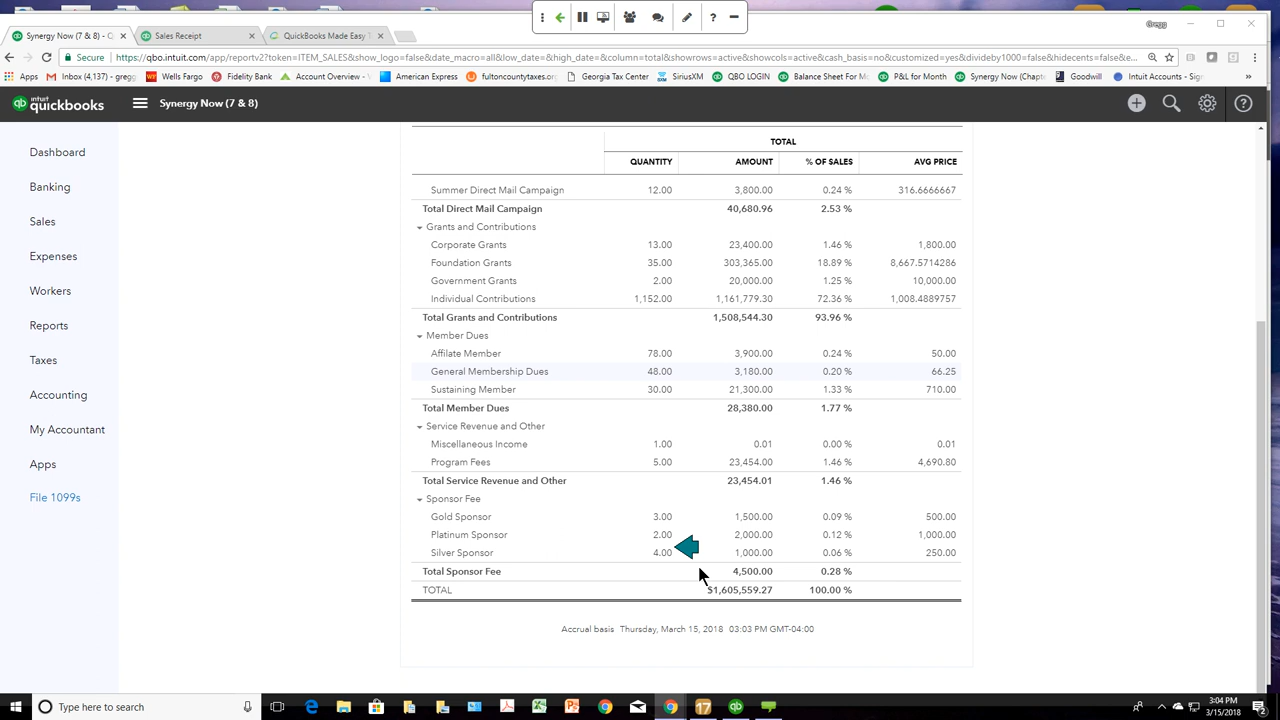 Gregg
Synergy Now (7 & 8) - Q
Sales Receipt
QuickBooks Made Easy
Secure
https://qbo.intuit.com/app/reportv2?token=ITEM_SALES&show_logo=false&date_macro=all&low_date=&high_date=&column=total&showrows=active&showcols=active&cash_basis=no&customized=yes&divideby1000=false&hidecents=false&e...
Apps Inbox (4,137) - gregg Wells Fargo Fidelity Bank Account Overview - American Express fultoncountytaxes.org Georgia Tax Center SiriusXM QBO LOGIN Balance Sheet For Mo P&L for March Synergy Now (Chart Goodwill Intuit Accounts - Sig
intuit quickbooks Synergy Now (7 & 8)
Dashboard
Banking
Sales
Expenses
Workers
Reports
Taxes
Accounting
My Accountant
Apps
File 1099s
TOTAL
QUANTITY AMOUNT % OF SALES AVG PRICE
Summer Direct Mail Campaign 12.00 3,800.00 0.24 % 316.6666667
Total Direct Mail Campaign 40,680.96 2.53 %
Grants and Contributions
Corporate Grants 13.00 23,400.00 1.46 % 1,800.00
Foundation Grants 35.00 303,365.00 18.89 % 8,667.5714286
Government Grants 2.00 20,000.00 1.25 % 10,000.00
Individual Contributions 1,152.00 1,161,779.30 72.36 % 1,008.4889757
Total Grants and Contributions 1,508,544.30 93.96 %
Member Dues
Affilate Member 78.00 3,900.00 0.24 % 50.00
General Membership Dues 48.00 3,180.00 0.20 % 66.25
Sustaining Member 30.00 21,300.00 1.33 % 710.00
Total Member Dues 28,380.00 1.77 %
Service Revenue and Other
Miscellaneous Income 1.00 0.01 0.00 % 0.01
Program Fees 5.00 23,454.00 1.46 % 4,690.80
Total Service Revenue and Other 23,454.01 1.46 %
Sponsor Fee
Gold Sponsor 3.00 1,500.00 0.09 % 500.00
Platinum Sponsor 2.00 2,000.00 0.12 % 1,000.00
Silver Sponsor 4.00 1,000.00 0.06 % 250.00
Total Sponsor Fee 4,500.00 0.28 %
TOTAL $1,605,559.27 100.00 %
Accrual basis Thursday, March 15, 2018 03:03 PM GMT-04:00
Type here to search
3:04 PM
3/15/2018